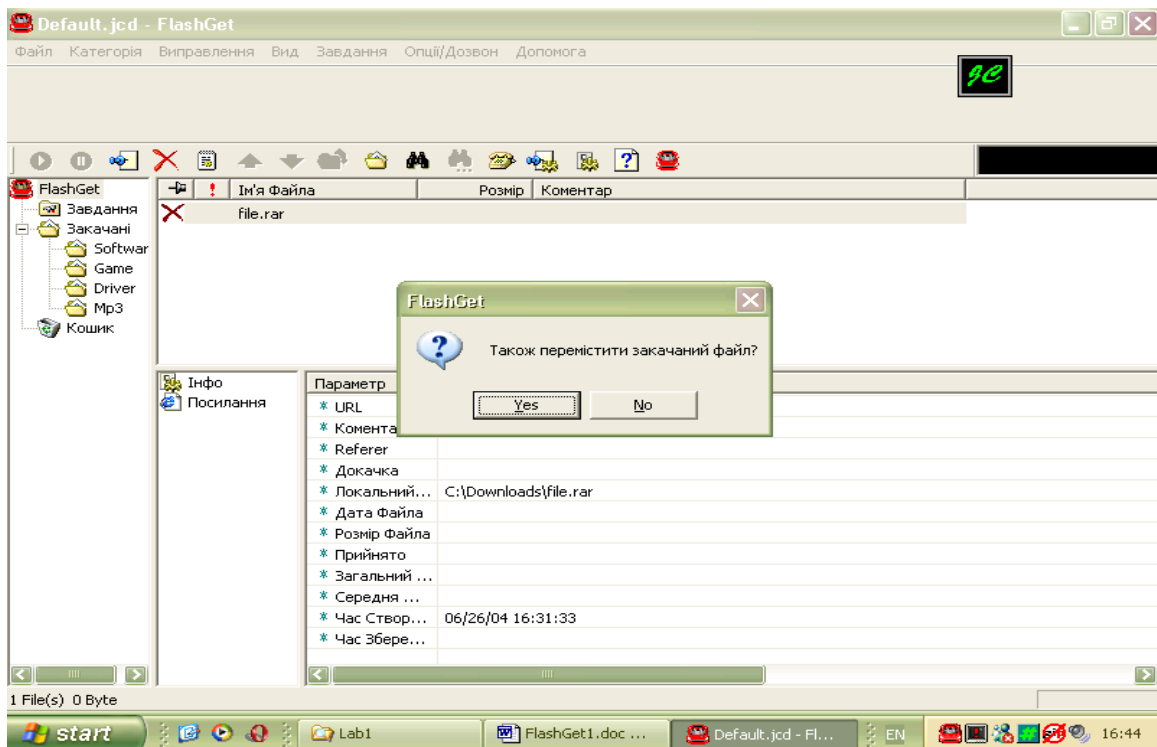 Default.jcd - FlashGet
Файл Категорія Виправлення Вид Завдання Опції/Дозвон Допомога
gc
FlashGet
Завдання
Закачані
Softwar
Game
Driver
Mp3
Кошик
! Ім'я Файла Розмір Коментар
file.rar
FlashGet
Також перемістити закачаний файл?
Yes No
Інфо
Посилання
Параметр
* URL
* Комента
* Referer
* Докачка
* Локальний... C:\Downloads\file.rar
* Дата Файла
* Розмір Файла
* Прийнято
* Загальний ...
* Середня ...
* Час Створ... 06/26/04 16:31:33
* Час Збере...
1 File(s) 0 Byte
start Lab1 FlashGet1.doc ... Default.jcd - Fl... EN 16:44